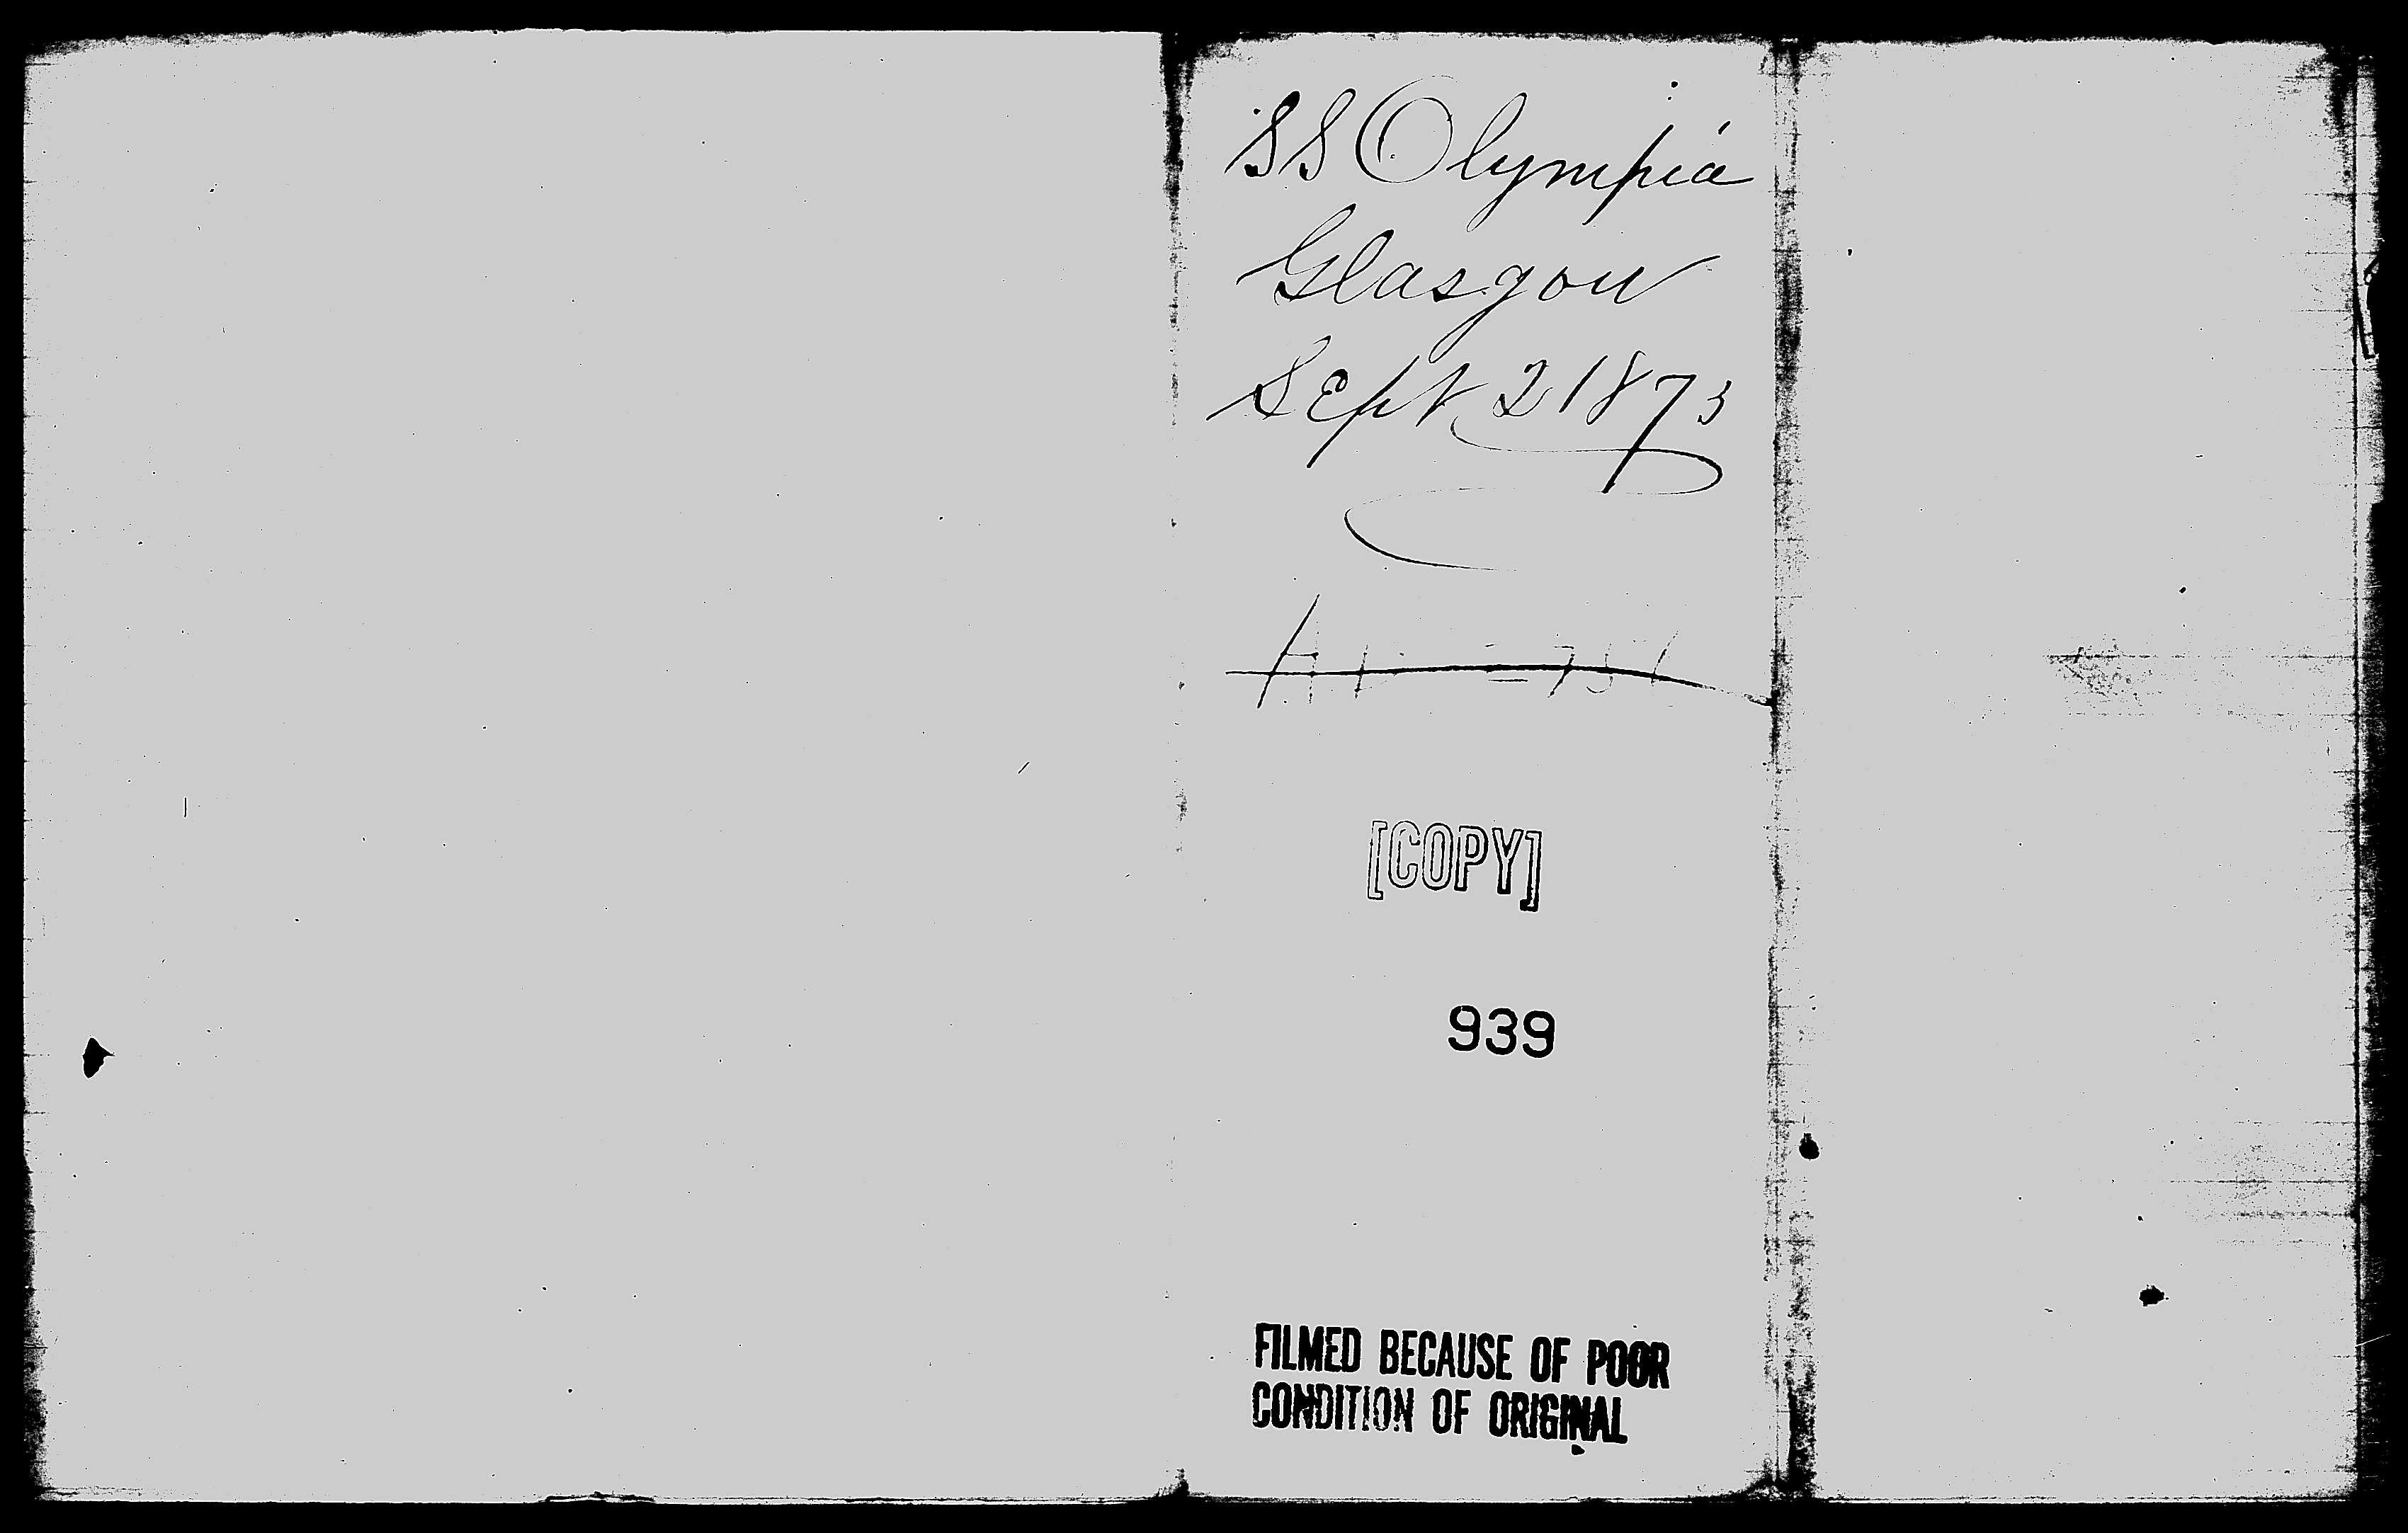 SS Olympia
Glasgow
Sept 2 1873
[COPY]
939
FILMED BECAUSE OF POOR
CONDITION OF ORIGINAL